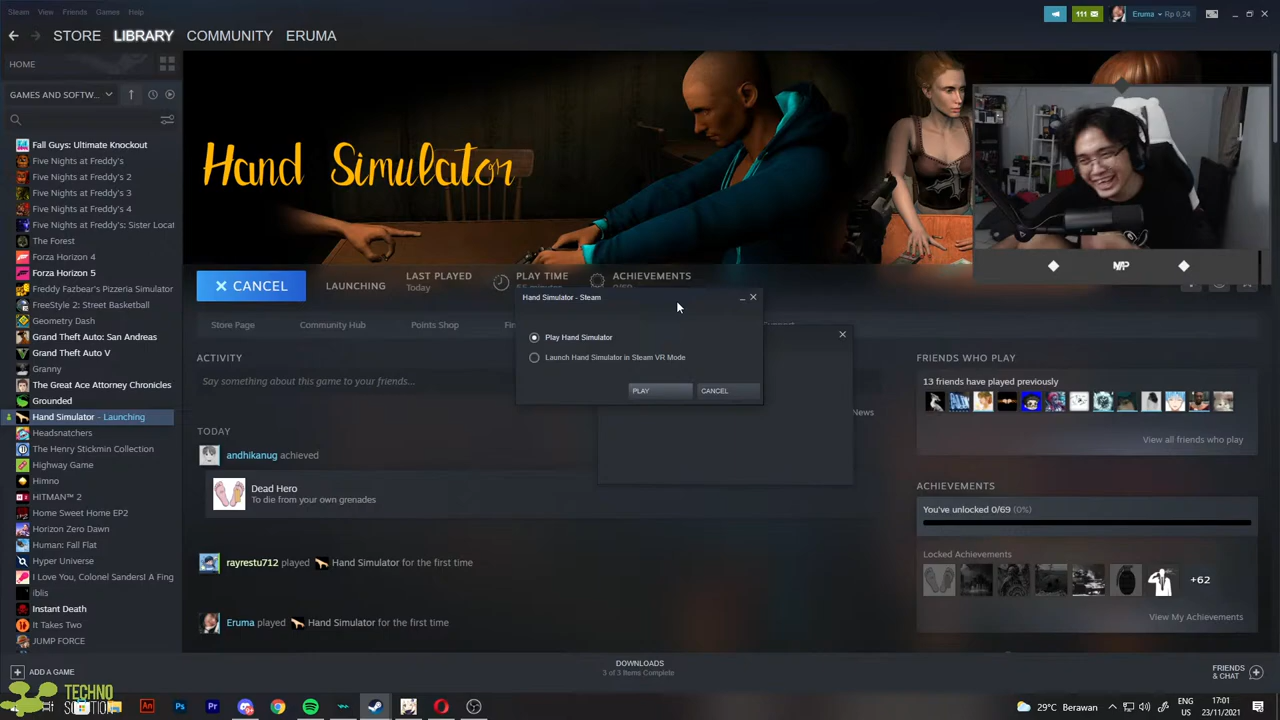 Steam View Friends Games Help
111
Eruma
Rp 0,24
STORE LIBRARY COMMUNITY ERUMA
HOME
GAMES AND SOFTW...
Fall Guys: Ultimate Knockout
Five Nights at Freddy's
Five Nights at Freddy's 2
Five Nights at Freddy's 3
Five Nights at Freddy's 4
Five Nights at Freddy's: Sister Locat
The Forest
Forza Horizon 4
Forza Horizon 5
Freddy Fazbear's Pizzeria Simulator
FreeStyle 2: Street Basketball
Geometry Dash
Grand Theft Auto: San Andreas
Grand Theft Auto V
Granny
The Great Ace Attorney Chronicles
Grounded
Hand Simulator - Launching
Headsnatchers
The Henry Stickmin Collection
Highway Game
Himno
HITMAN™ 2
Home Sweet Home EP2
Horizon Zero Dawn
Human: Fall Flat
Hyper Universe
I Love You, Colonel Sanders! A Fing
iblis
Instant Death
It Takes Two
JUMP FORCE
ADD A GAME
Hand Simulator
CANCEL
LAUNCHING
LAST PLAYED
Today
PLAY TIME
ACHIEVEMENTS
Hand Simulator - Steam
Play Hand Simulator
Launch Hand Simulator in Steam VR Mode
PLAY
CANCEL
Store Page
Community Hub
Points Shop
News
ACTIVITY
Say something about this game to your friends...
TODAY
andhikanug achieved
Dead Hero
To die from your own grenades
rayrestu712 played Hand Simulator for the first time
Eruma played Hand Simulator for the first time
FRIENDS WHO PLAY
13 friends have played previously
View all friends who play
ACHIEVEMENTS
You've unlocked 0/69 (0%)
Locked Achievements
+62
View My Achievements
DOWNLOADS
3 of 3 Items Complete
FRIENDS
& CHAT
TECHNO
SOLUTION
An
Ps
Pr
29°C Berawan
ENG
US
17:01
23/11/2021